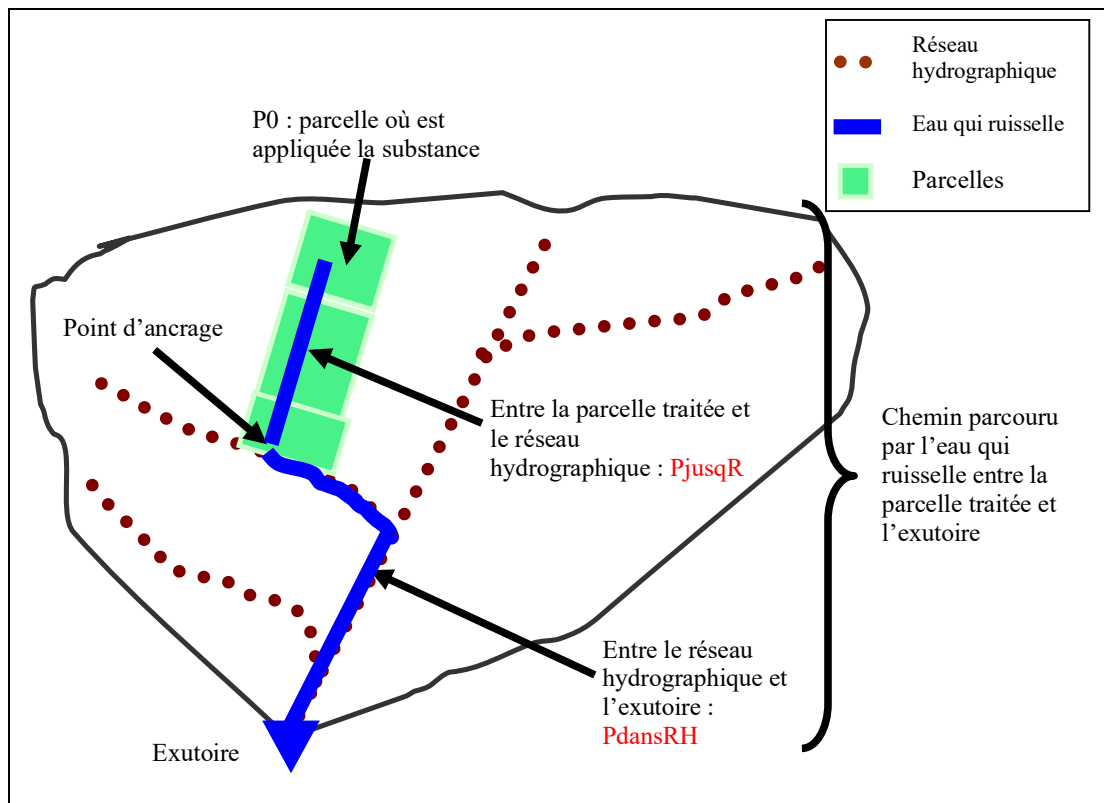 Réseau
hydrographique
Eau qui ruisselle
Parcelles
P0 : parcelle où est
appliquée la substance
Point d’ancrage
Entre la parcelle traitée et
le réseau
hydrographique : PjusqR
Chemin parcouru
par l’eau qui
ruisselle entre la
parcelle traitée et
l’exutoire
Entre le réseau
hydrographique et
l’exutoire :
PdansRH
Exutoire